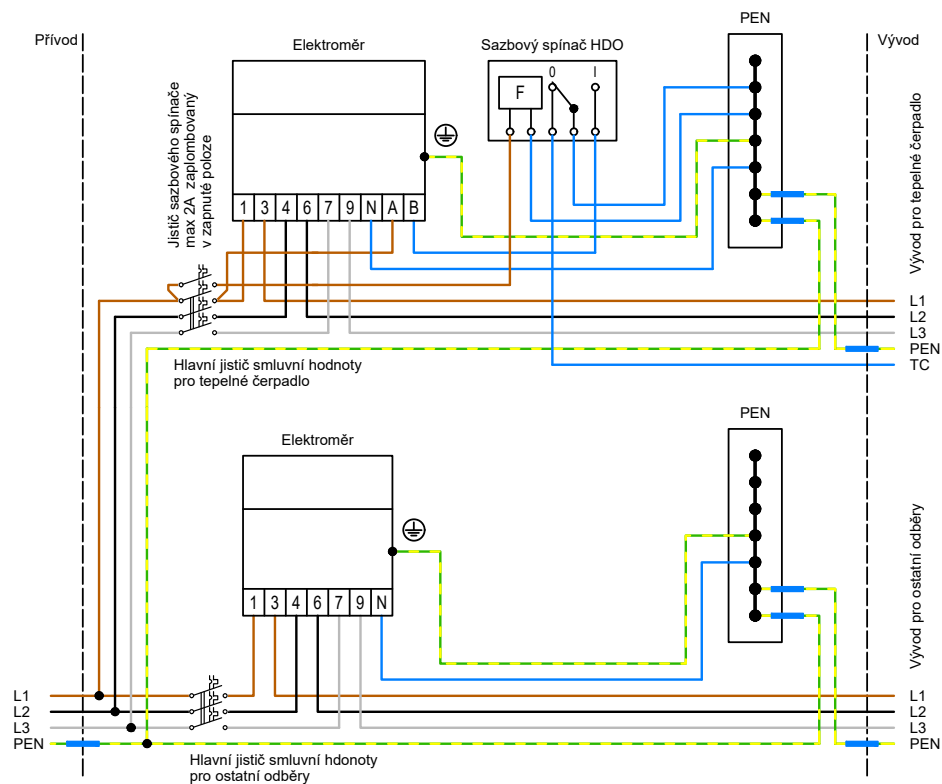 PEN
Přívod
Elektroměr
Sazbový spínač HDO
Vývod
F
0
I
Jistič sazbového spínače
max 2A zaplombovaný
v zapnuté poloze
1 3 4 6 7 9 N A B
Vývod pro tepelné čerpadlo
L1
L2
L3
PEN
TC
Hlavní jistič smluvní hodnoty
pro tepelné čerpadlo
PEN
Elektroměr
1 3 4 6 7 9 N
Vývod pro ostatní odběry
L1
L2
L3
PEN
L1
L2
L3
PEN
Hlavní jistič smluvní hdonoty
pro ostatní odběry